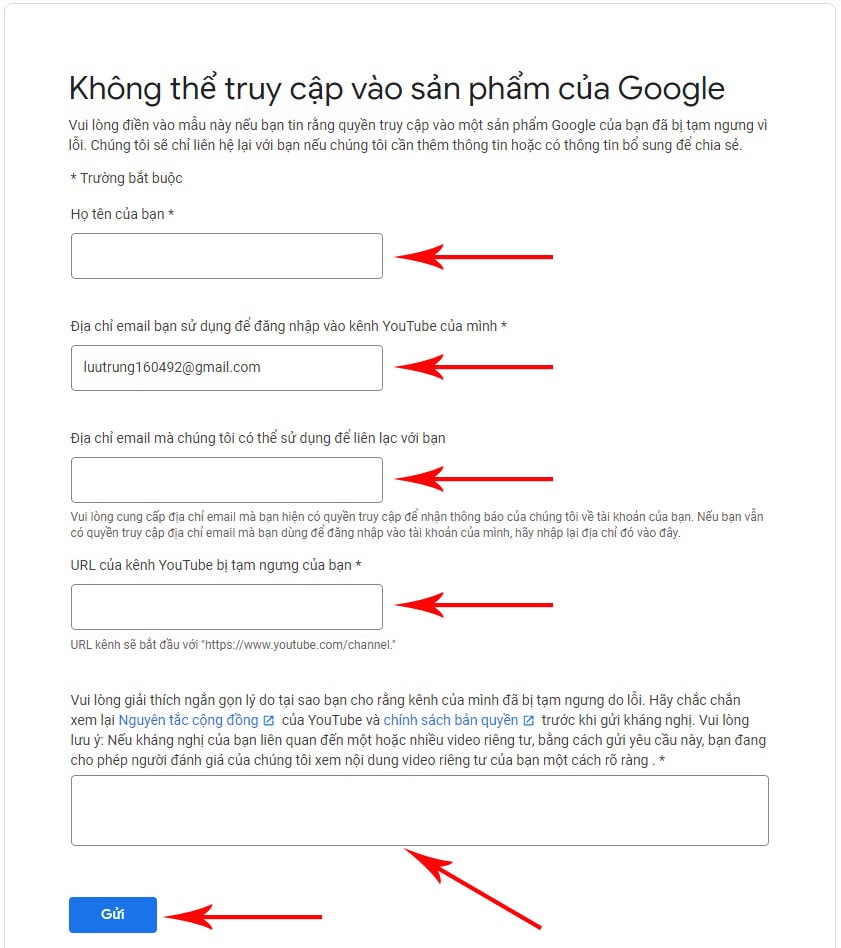 Không thể truy cập vào sản phẩm của Google
Vui lòng điền vào mẫu này nếu bạn tin rằng quyền truy cập vào một sản phẩm Google của bạn đã bị tạm ngưng vì
lỗi. Chúng tôi sẽ chỉ liên hệ lại với bạn nếu chúng tôi cần thêm thông tin hoặc có thông tin bổ sung để chia sẻ.
* Trường bắt buộc
Họ tên của bạn *
Địa chỉ email bạn sử dụng để đăng nhập vào kênh YouTube của mình *
luutrung160492@gmail.com
Địa chỉ email mà chúng tôi có thể sử dụng để liên lạc với bạn
Vui lòng cung cấp địa chỉ email mà bạn hiện có quyền truy cập để nhận thông báo của chúng tôi về tài khoản của bạn. Nếu bạn vẫn
có quyền truy cập địa chỉ email mà bạn dùng để đăng nhập vào tài khoản của mình, hãy nhập lại địa chỉ đó vào đây.
URL của kênh YouTube bị tạm ngưng của bạn *
URL kênh sẽ bắt đầu với "https://www.youtube.com/channel."
Vui lòng giải thích ngắn gọn lý do tại sao bạn cho rằng kênh của mình đã bị tạm ngưng do lỗi. Hãy chắc chắn
xem lại Nguyên tắc cộng đồng của YouTube và chính sách bản quyền trước khi gửi kháng nghị. Vui lòng
lưu ý: Nếu kháng nghị của bạn liên quan đến một hoặc nhiều video riêng tư, bằng cách gửi yêu cầu này, bạn đang
cho phép người đánh giá của chúng tôi xem nội dung video riêng tư của bạn một cách rõ ràng . *
Gửi